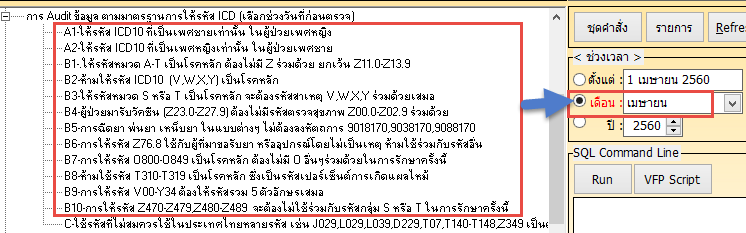 การ Audit ข้อมูล ตามมาตรฐานการให้รหัส ICD (เลือกช่วงวันที่ก่อนตรวจ)
A1-ให้รหัส ICD10 ที่เป็นเพศชายเท่านั้น ในผู้ป่วยเพศหญิง
A2-ให้รหัส ICD10 ที่เป็นเพศหญิงเท่านั้น ในผู้ป่วยเพศชาย
B1-ให้รหัสหมวด A-T เป็นโรคหลัก ต้องไม่มี Z ร่วมด้วย ยกเว้น Z11.0-Z13.9
B2-ห้ามให้รหัส ICD10 (V,W,X,Y) เป็นโรคหลัก
B3-ให้รหัสหมวด S หรือ T เป็นโรคหลัก จะต้องรหัสสาเหตุ V,W,X,Y ร่วมด้วยเสมอ
B4-ผู้ป่วยมารับวัคซีน (Z23.0-Z27.9) ต้องไม่มีรหัสตรวจสุขภาพ Z00.0-Z02.9 ร่วมด้วย
B5-การฉีดยา พ่นยา เหน็บยา ในแบบต่างๆ ไม่ต้องลงหัตถการ 9018170,9038170,9088170
B6-การให้รหัส Z76.8 ใช้กับผู้ที่มาขอรับยา หรืออุปกรณ์โดยไม่เป็นเหตุ ห้ามใช้ร่วมกับรหัสอื่น
B7-การให้รหัส O800-O849 เป็นโรคหลัก ต้องไม่มี O อื่นๆร่วมด้วยในการรักษาครั้งนี้
B8-ห้ามใช้รหัส T310-T319 เป็นโรคหลัก ซึ่งเป็นรหัสเปอร์เซ็นต์การเกิดแผลไหม้
B9-การให้รหัส V00-Y34 ต้องให้รหัสรวม 5 ตัวอักษรเสมอ
B10-การให้รหัส Z470-Z479,Z480-Z489 จะต้องไม่ใช้ร่วมกับรหัสกลุ่ม S หรือ T ในการรักษาครั้งนี้
C-ใช้รหัสที่ไม่สมควรใช้ในประเทศไทยหลายรหัส เช่น J029,L029,L039,D229,T07,T140-T148,Z349 เป็น
ชุดคำสั่ง รายการ Refre
< ช่วงเวลา >
ตั้งแต่ : 1 เมษายน 2560
เดือน : เมษายน
ปี : 2560
SQL Command Line
Run VFP Script